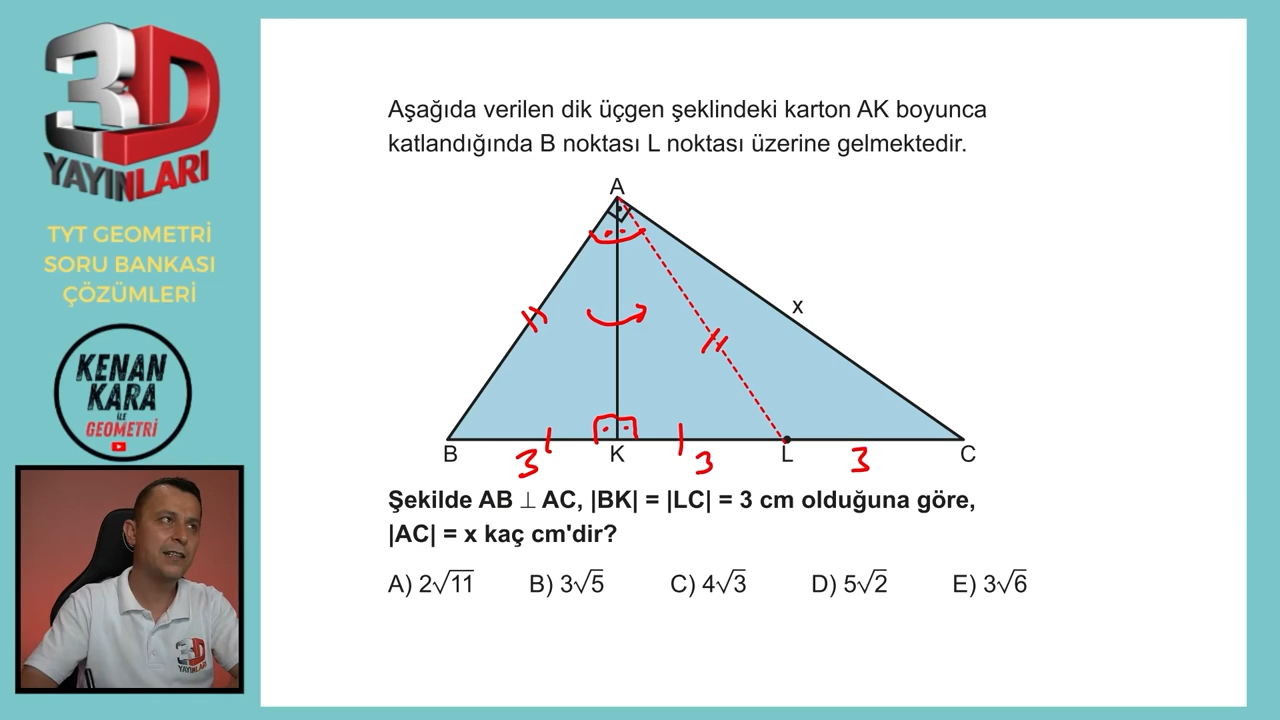 3D
YAYINLARI
TYT GEOMETRİ
SORU BANKASI
ÇÖZÜMLERİ
KENAN
KARA
İLE
GEOMETRİ
3D
YAYINLARI
Aşağıda verilen dik üçgen şeklindeki karton AK boyunca
katlandığında B noktası L noktası üzerine gelmektedir.
A
x
B K L C
3 3 3
Şekilde AB ⊥ AC, |BK| = |LC| = 3 cm olduğuna göre,
|AC| = x kaç cm'dir?
A) 2√11 B) 3√5 C) 4√3 D) 5√2 E) 3√6